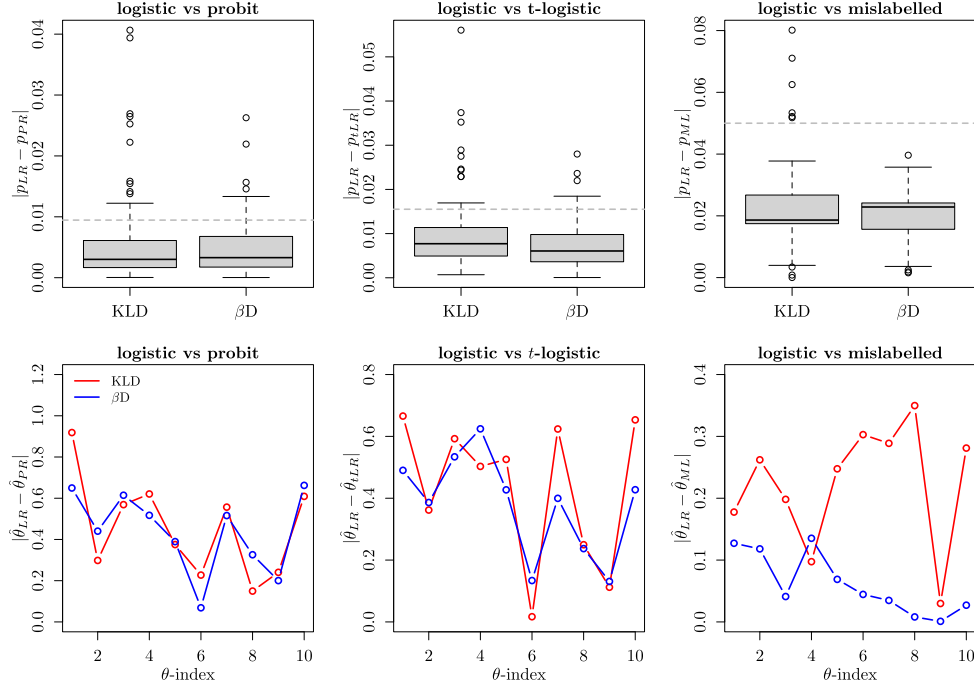 logistic vs probit
logistic vs t-logistic
logistic vs mislabelled
|p_LR − p_PR|
0.00 0.01 0.02 0.03 0.04
KLD βD
|p_LR − p_tLR|
0.00 0.01 0.02 0.03 0.04 0.05
KLD βD
|p_LR − p_ML|
0.00 0.02 0.04 0.06 0.08
KLD βD
logistic vs probit
logistic vs t-logistic
logistic vs mislabelled
|θ̂_LR − θ̂_PR|
0.0 0.2 0.4 0.6 0.8 1.0 1.2
KLD
βD
2 4 6 8 10
θ-index
|θ̂_LR − θ̂_tLR|
0.0 0.2 0.4 0.6 0.8
2 4 6 8 10
θ-index
|θ̂_LR − θ̂_ML|
0.0 0.1 0.2 0.3 0.4
2 4 6 8 10
θ-index